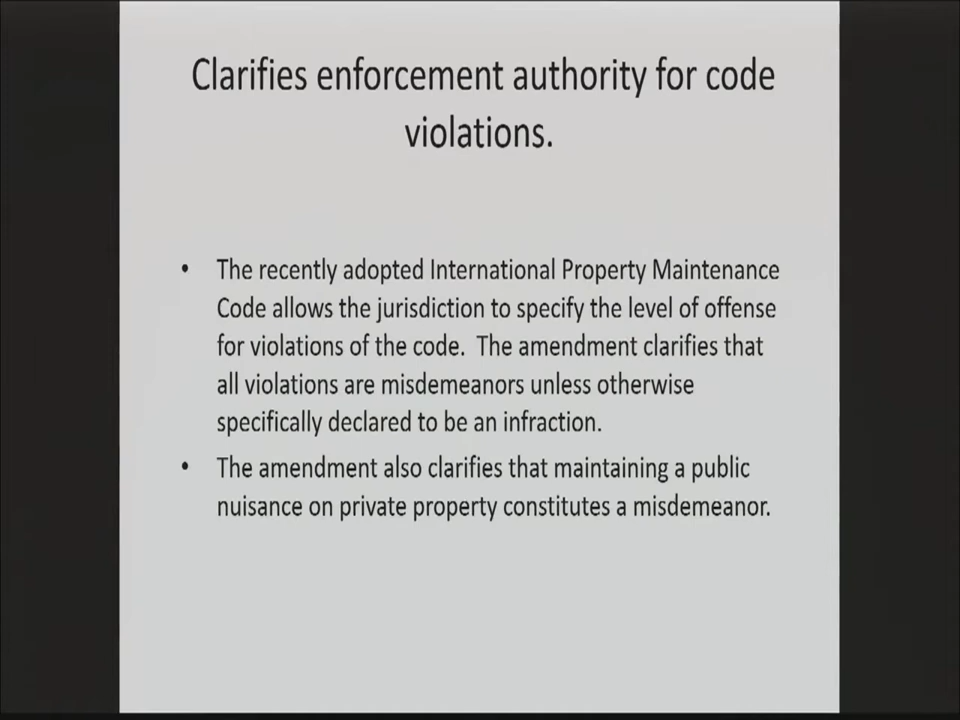 Clarifies enforcement authority for code
violations.
• The recently adopted International Property Maintenance
Code allows the jurisdiction to specify the level of offense
for violations of the code.  The amendment clarifies that
all violations are misdemeanors unless otherwise
specifically declared to be an infraction.
• The amendment also clarifies that maintaining a public
nuisance on private property constitutes a misdemeanor.